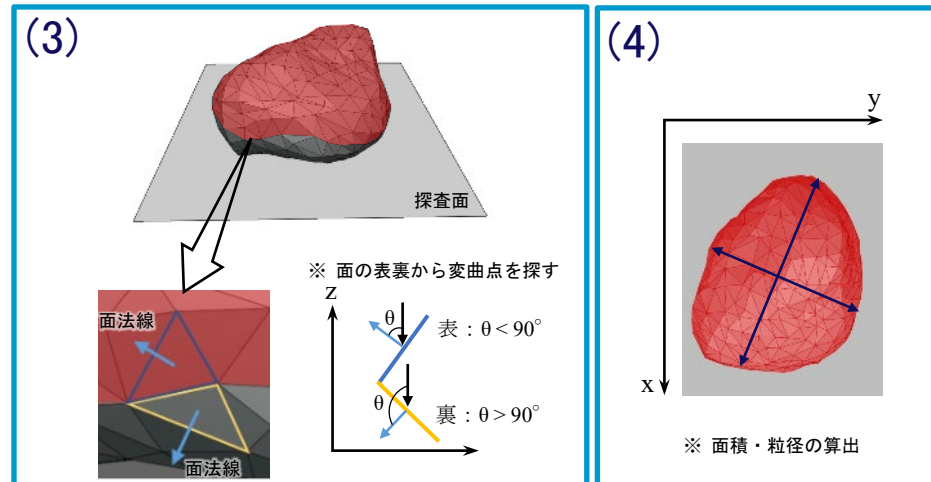 (3)
探査面
※ 面の表裏から変曲点を探す
面法線
面法線
z
θ
表：θ< 90°
θ
裏：θ> 90°
(4)
y
x
※ 面積・粒径の算出